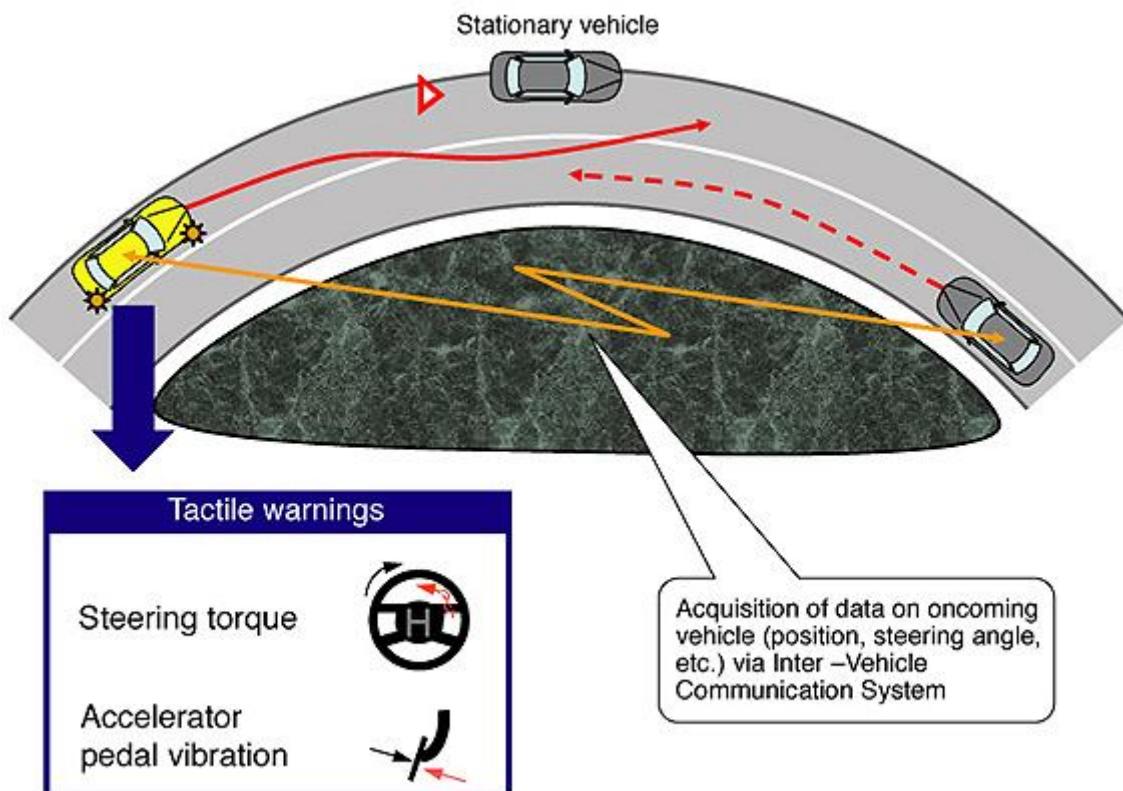 Stationary vehicle
Tactile warnings
Steering torque
H
Accelerator
pedal vibration
Acquisition of data on oncoming
vehicle (position, steering angle,
etc.) via Inter –Vehicle
Communication System